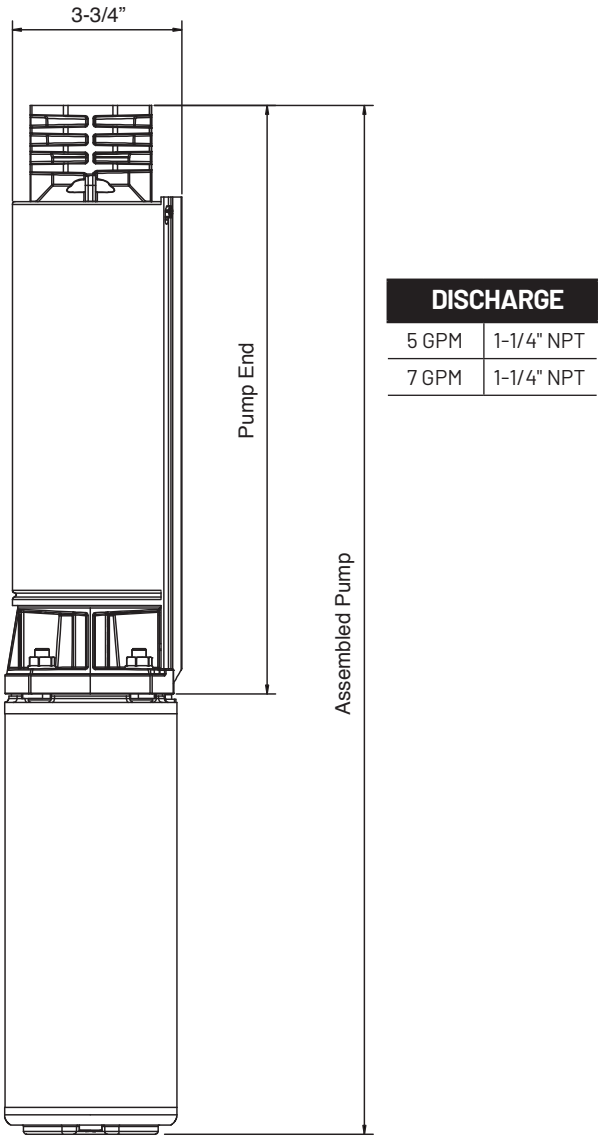 3-3/4”
Pump End
Assembled Pump
DISCHARGE
5 GPM 1-1/4" NPT
7 GPM 1-1/4" NPT